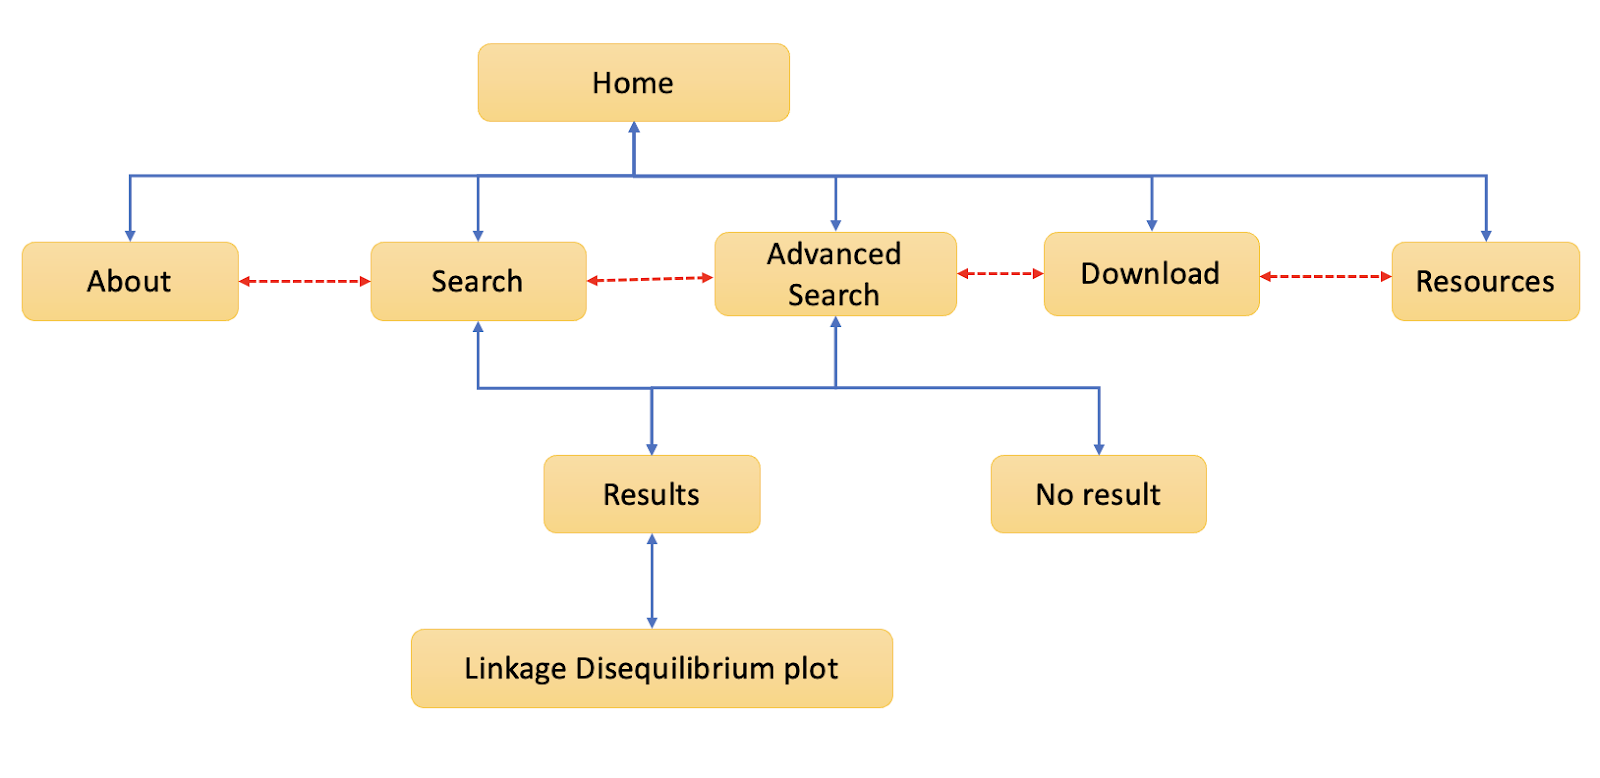 Home
About
Search
Advanced
Search
Download
Resources
Results
No result
Linkage Disequilibrium plot